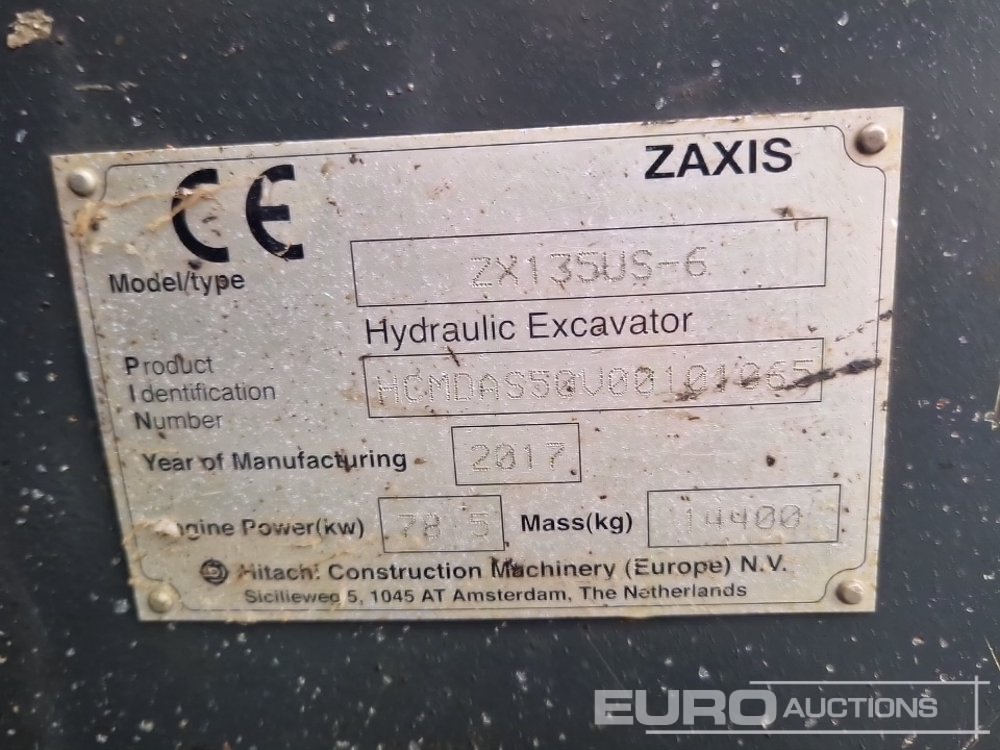 CE
ZAXIS
Model/type
ZX135US-6
Hydraulic Excavator
Product
Identification
Number
HCMDAS50V00101065
Year of Manufacturing
2017
Engine Power(kw)
78.5
Mass(kg)
14400
Hitachi Construction Machinery (Europe) N.V.
Sicilieweg 5, 1045 AT Amsterdam, The Netherlands
EURO AUCTIONS